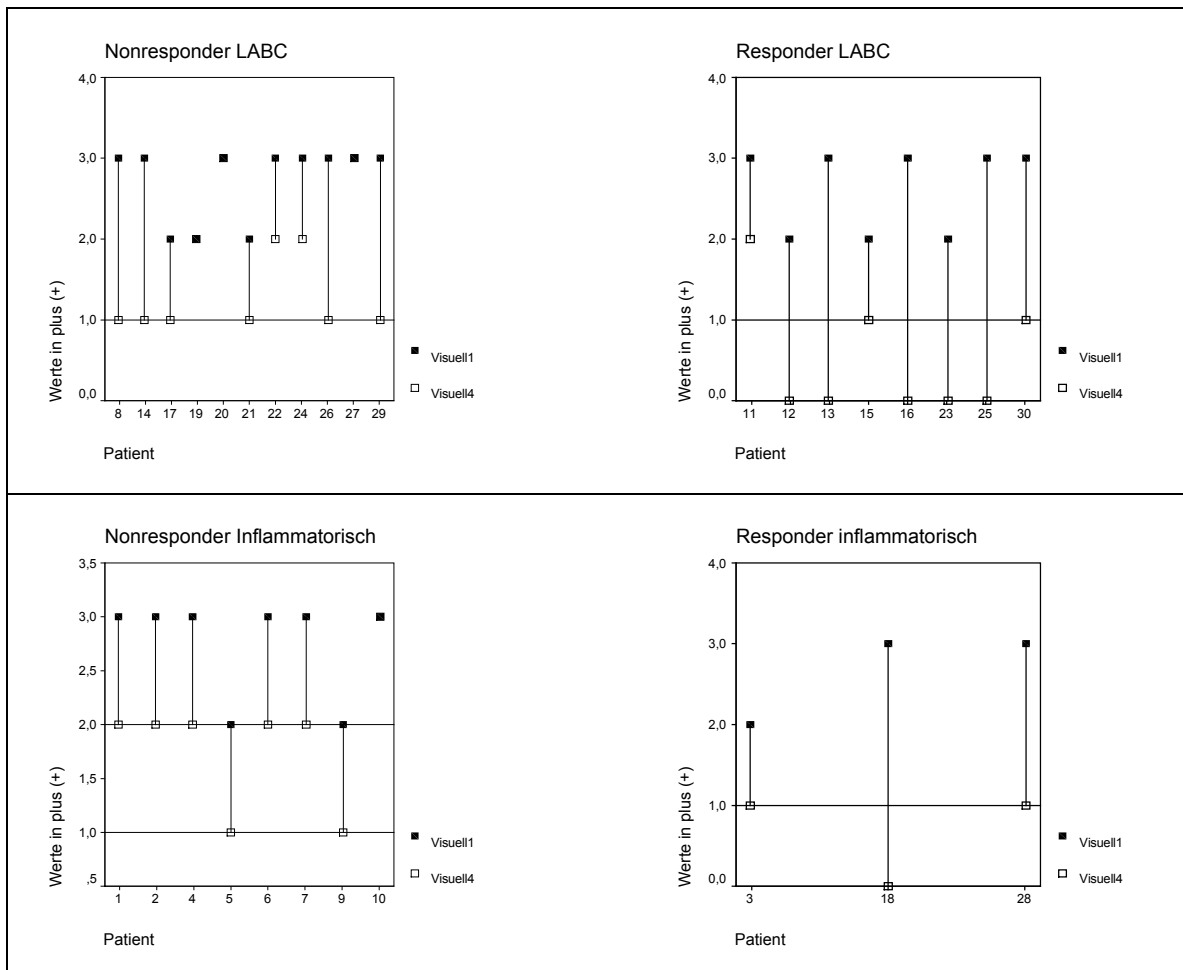 Nonresponder LABC
4,0
3,0
2,0
1,0
0,0
Werte in plus (+)
8 14 17 19 20 21 22 24 26 27 29
Patient
Visuell1
Visuell4
Responder LABC
4,0
3,0
2,0
1,0
0,0
Werte in plus (+)
11 12 13 15 16 23 25 30
Patient
Visuell1
Visuell4
Nonresponder Inflammatorisch
3,5
3,0
2,5
2,0
1,5
1,0
,5
Werte in plus (+)
1 2 4 5 6 7 9 10
Patient
Visuell1
Visuell4
Responder inflammatorisch
4,0
3,0
2,0
1,0
0,0
Werte in plus (+)
3 18 28
Patient
Visuell1
Visuell4